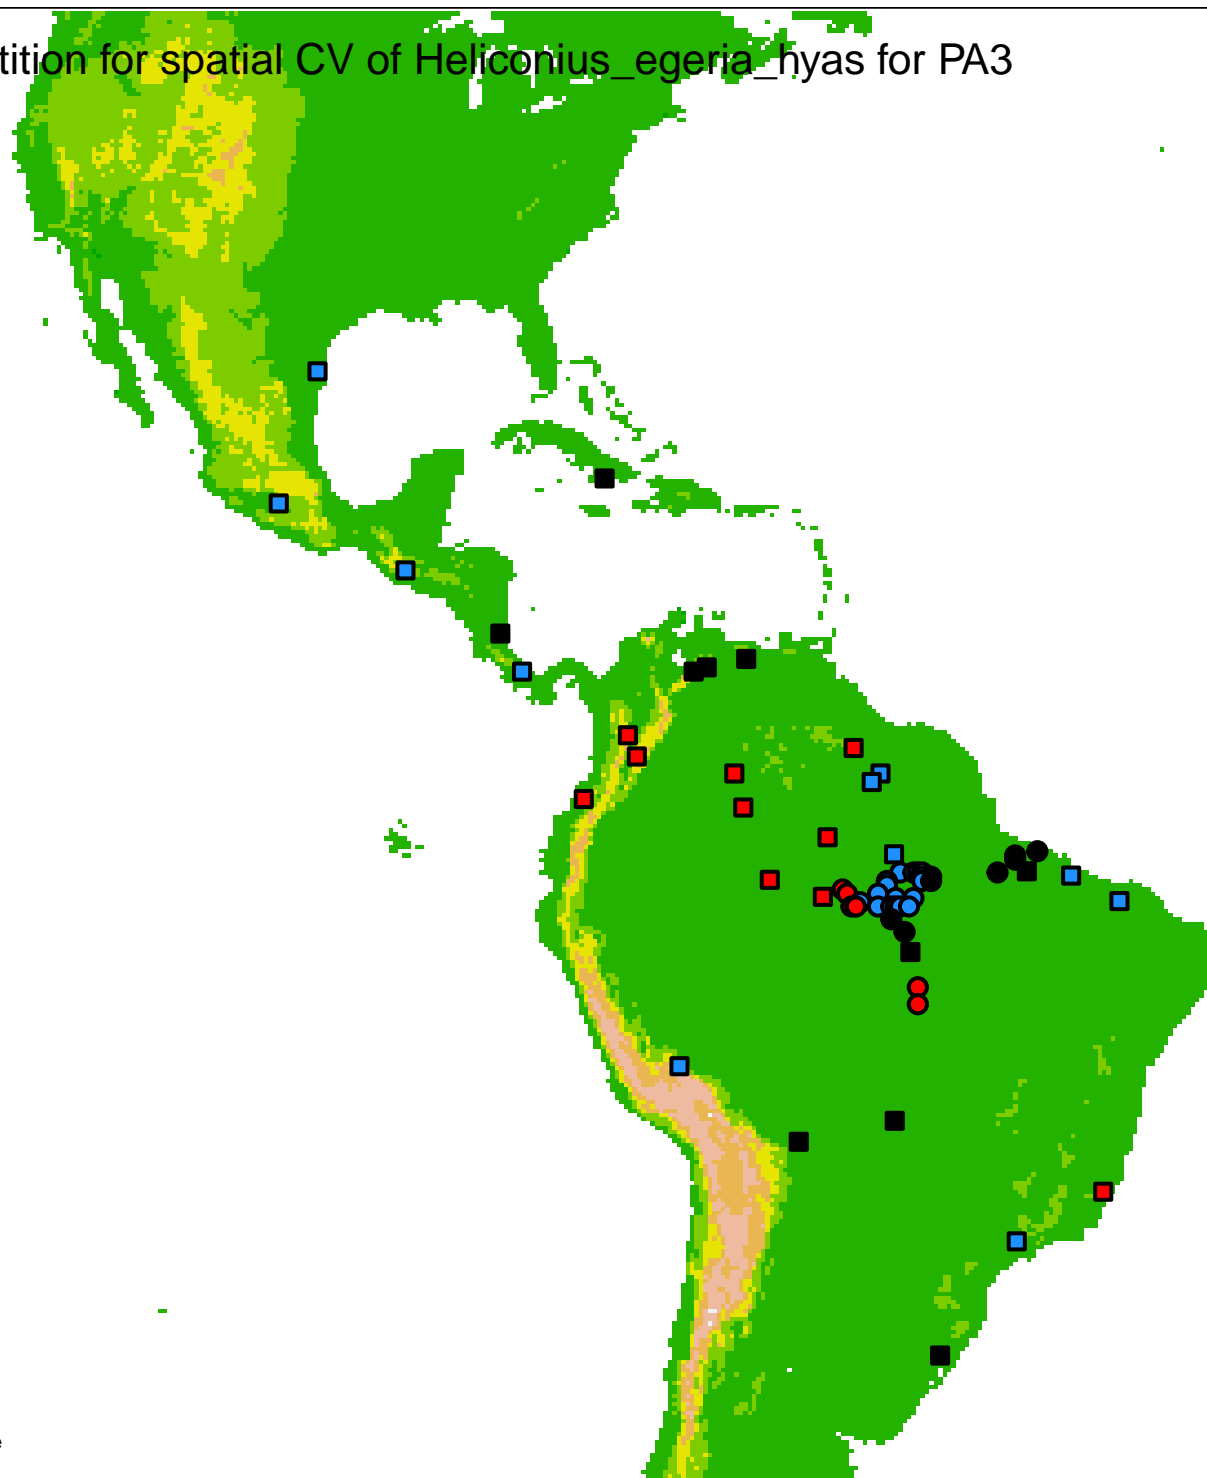 tition for spatial CV of Heliconius_egeria_hyas for PA3